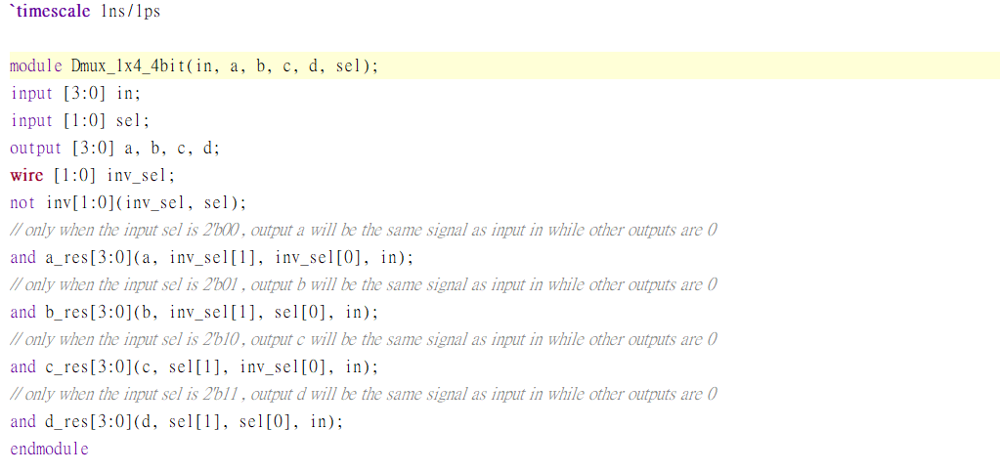 `timescale 1ns/1ps
module Dmux_1x4_4bit(in, a, b, c, d, sel);
input [3:0] in;
input [1:0] sel;
output [3:0] a, b, c, d;
wire [1:0] inv_sel;
not inv[1:0](inv_sel, sel);
// only when the input sel is 2'b00 , output a will be the same signal as input in while other outputs are 0
and a_res[3:0](a, inv_sel[1], inv_sel[0], in);
// only when the input sel is 2'b01 , output b will be the same signal as input in while other outputs are 0
and b_res[3:0](b, inv_sel[1], sel[0], in);
// only when the input sel is 2'b10 , output c will be the same signal as input in while other outputs are 0
and c_res[3:0](c, sel[1], inv_sel[0], in);
// only when the input sel is 2'b11 , output d will be the same signal as input in while other outputs are 0
and d_res[3:0](d, sel[1], sel[0], in);
endmodule